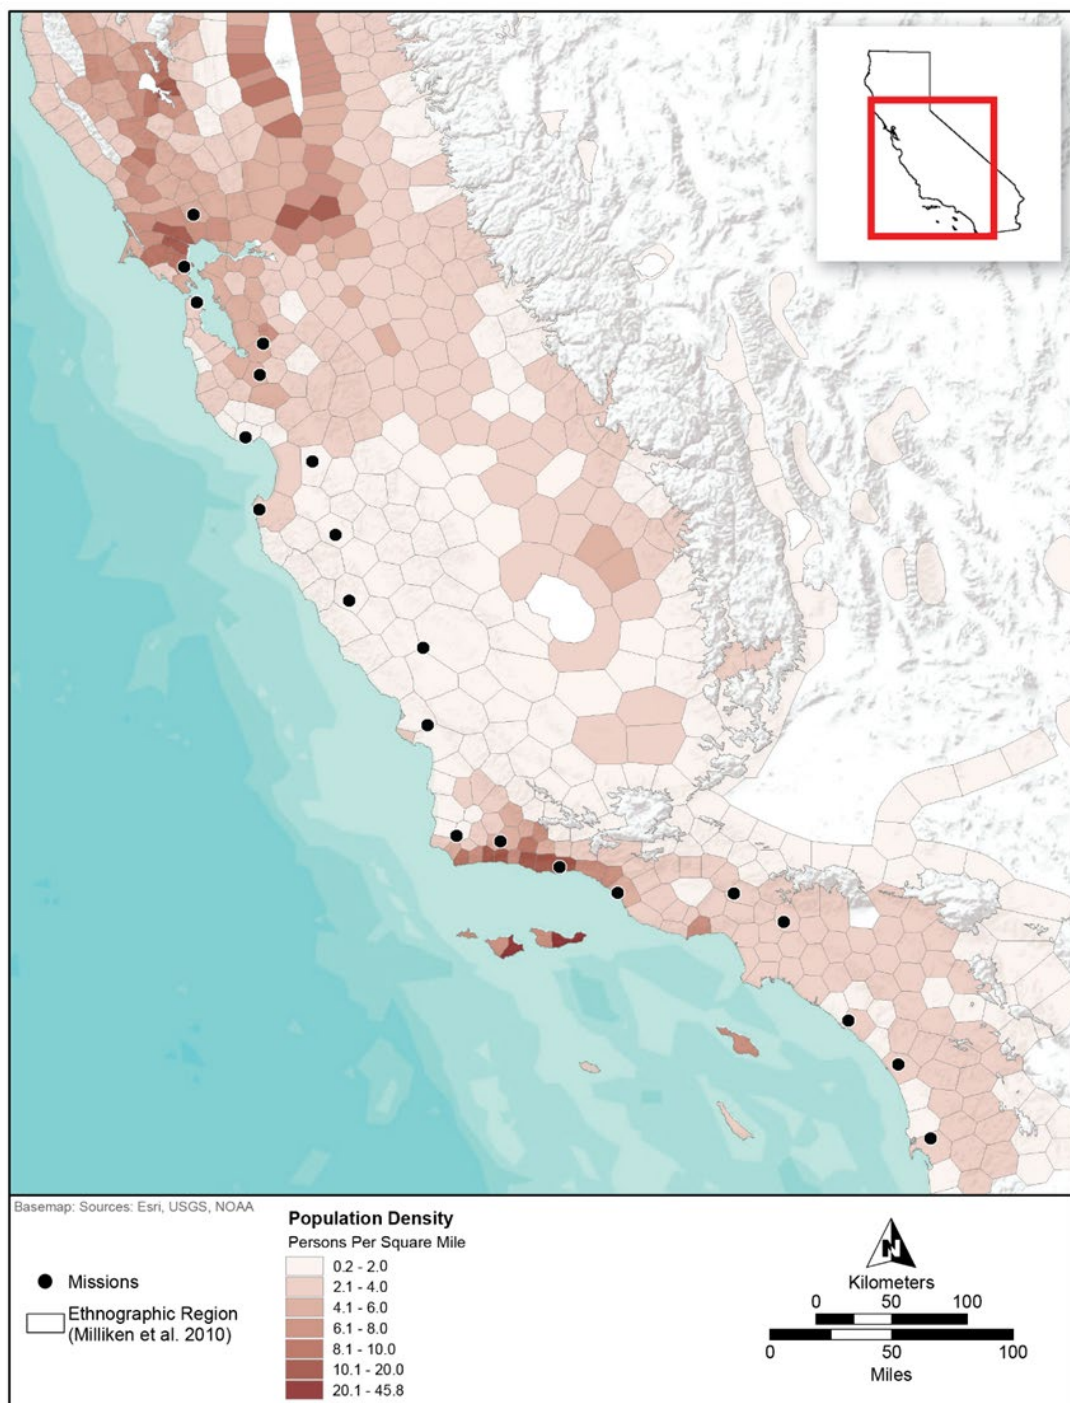 Basemap: Sources: Esri, USGS, NOAA
Missions
Ethnographic Region
(Milliken et al. 2010)
Population Density
Persons Per Square Mile
0.2 - 2.0
2.1 - 4.0
4.1 - 6.0
6.1 - 8.0
8.1 - 10.0
10.1 - 20.0
20.1 - 45.8
N
Kilometers
0 50 100
0 50 100
Miles